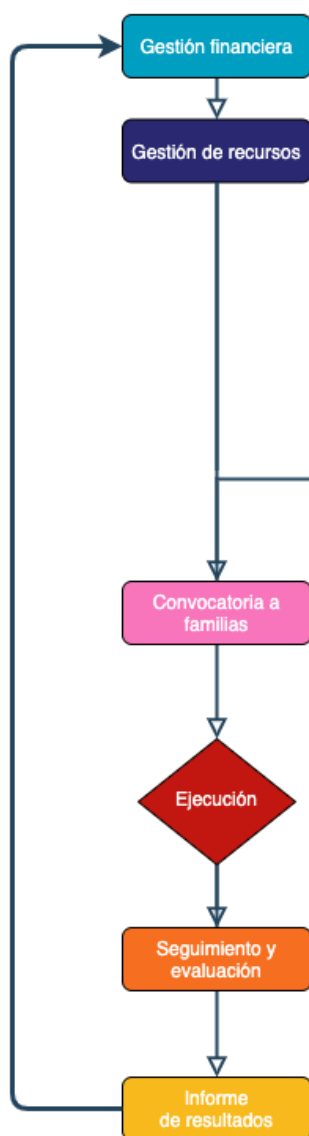 Gestión financiera
Gestión de recursos
Convocatoria a
familias
Ejecución
Seguimiento y
evaluación
Informe
de resultados